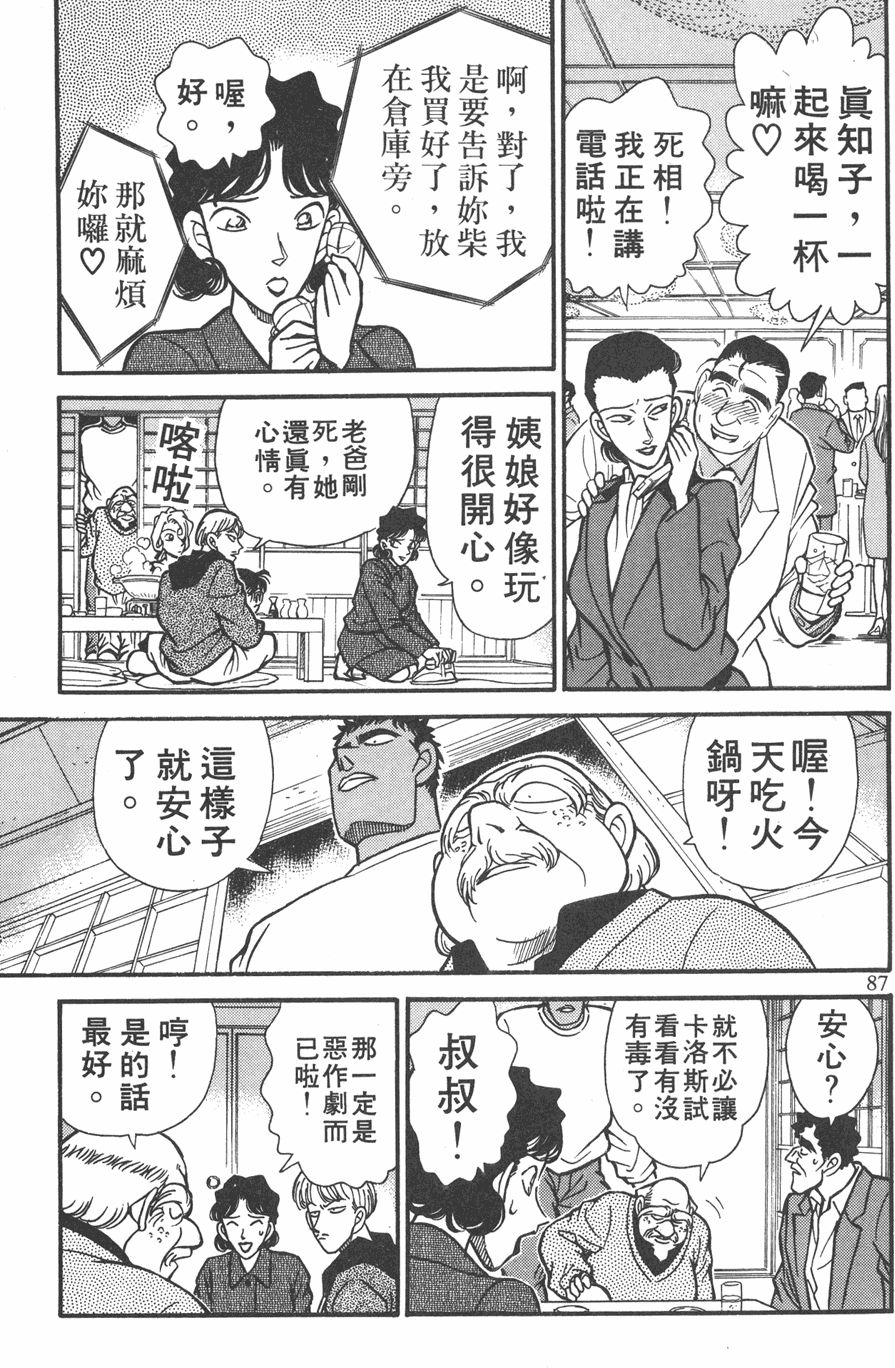 眞知子，一
起來喝一杯
嘛♡
死相！
我正在講
電話啦！
啊，對了，我
是要告訴妳柴
我買好了，放
在倉庫旁。
喔，
好。
那就麻煩
妳囉♡
姨娘好像玩
得很開心。
老爸剛
死，她
還眞有
心情。
喀啦
喔！今
天吃火
鍋呀！
這樣子
就安心
了。
87
安心？
就不必讓
卡洛斯試
看看有沒
有毒了。
叔叔！
那一定是
惡作劇而
已啦！
哼！
是的話
最好。